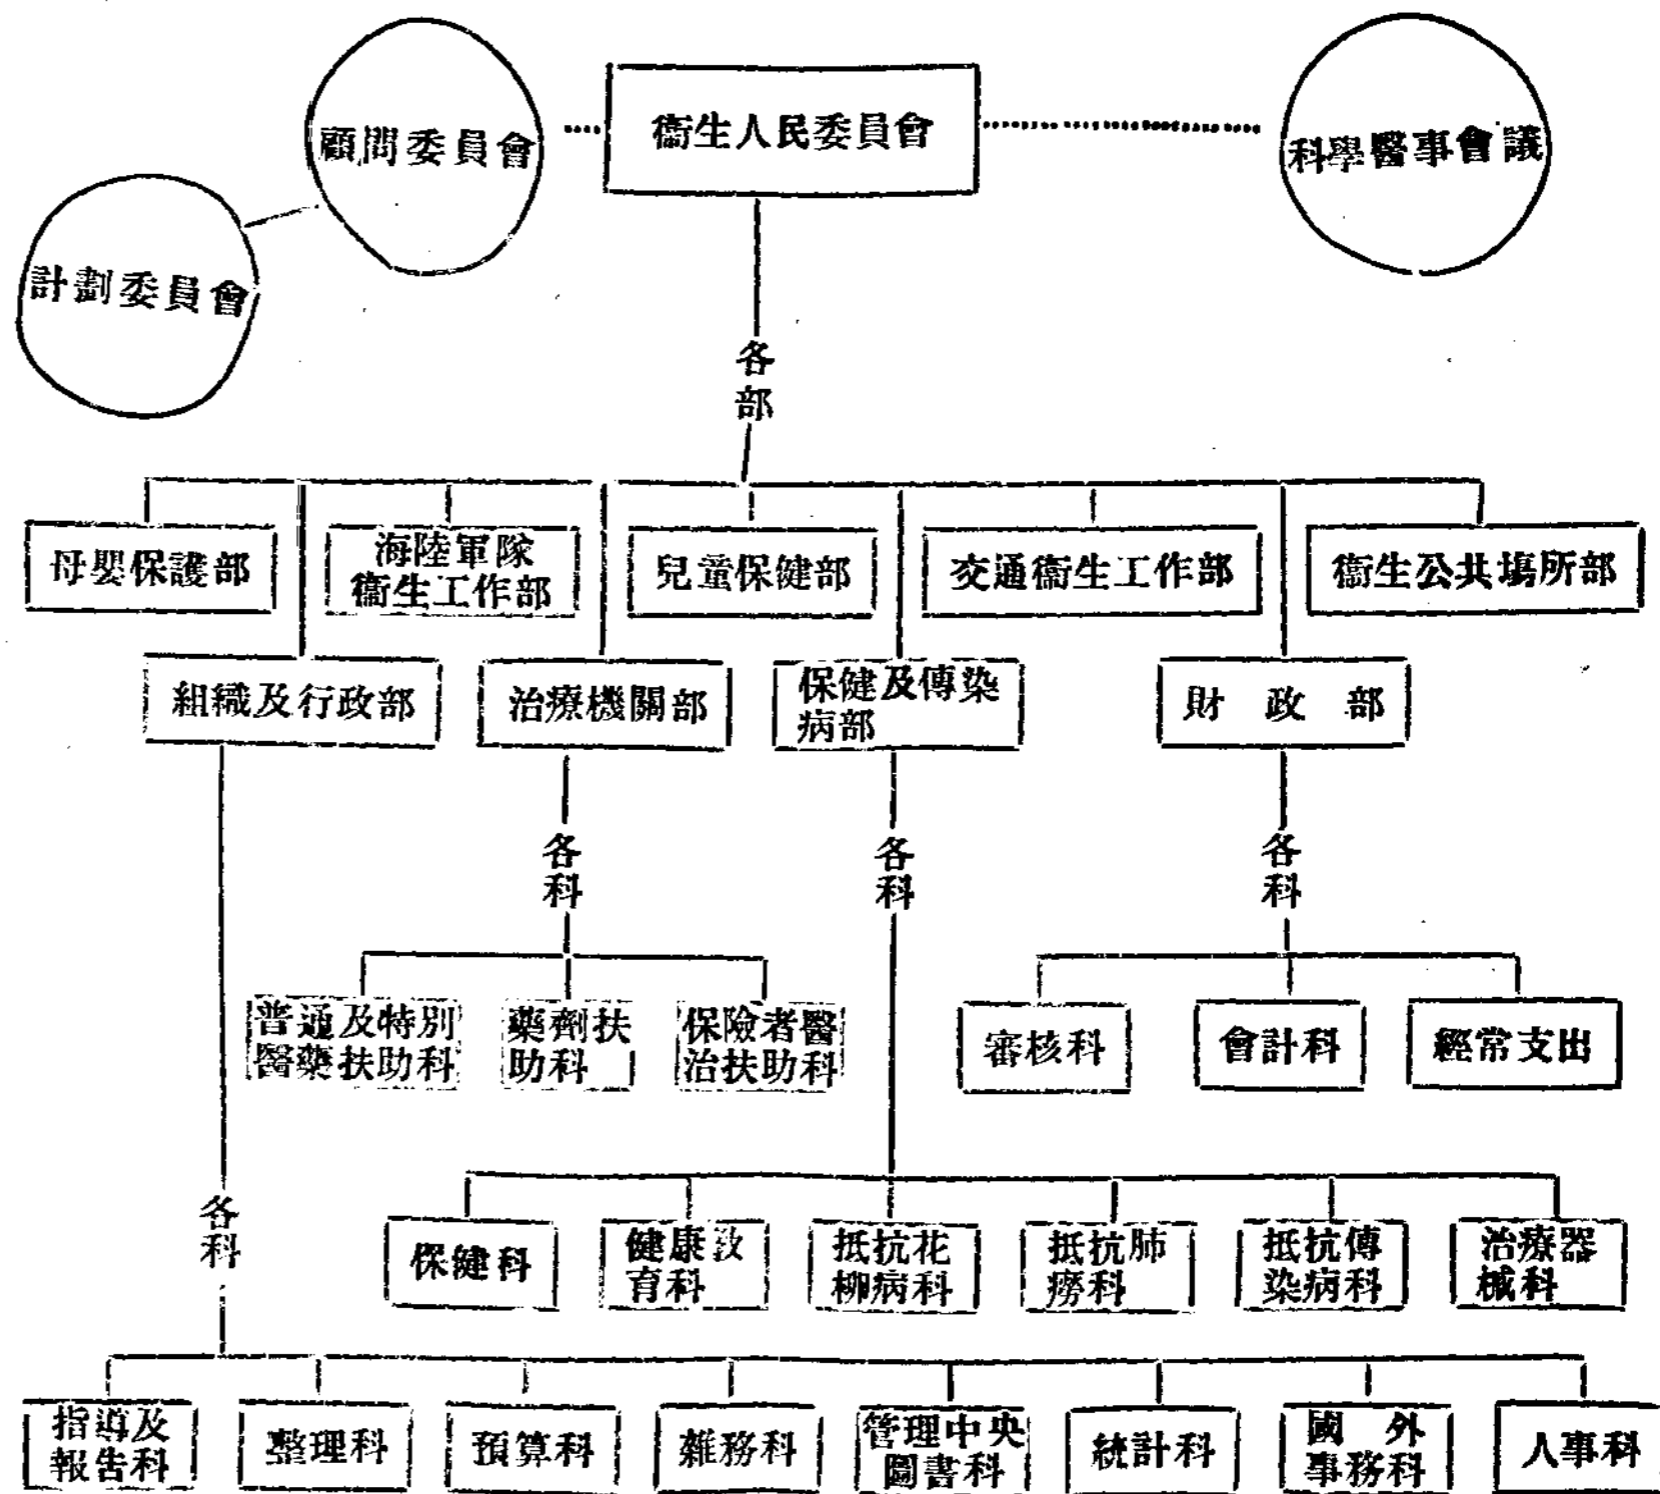 顧問委員會
衞生人民委員會
科學醫事會議
計劃委員會
各部
母嬰保護部
海陸軍隊
衞生工作部
兒童保健部
交通衞生工作部
衞生公共塲所部
組織及行政部
治療機關部
保健及傳染
病部
財政部
各科
各科
各科
普通及特別
醫藥扶助科
藥劑扶
助科
保險者醫
治扶助科
審核科
會計科
經常支出
各科
保健科
健康敎
育科
抵抗花
柳病科
抵抗肺
癆科
抵抗傳
染病科
治療器
械科
指導及
報告科
整理科
預算科
雜務科
管理中央
圖書科
統計科
國外
事務科
人事科